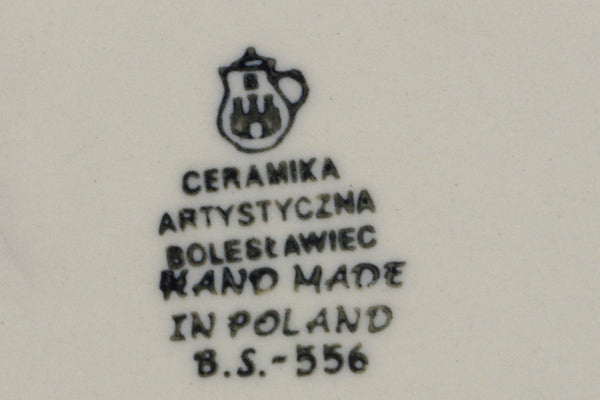 CERAMIKA
ARTYSTYCZNA
BOLESŁAWIEC
HAND MADE
IN POLAND
B.S.-556